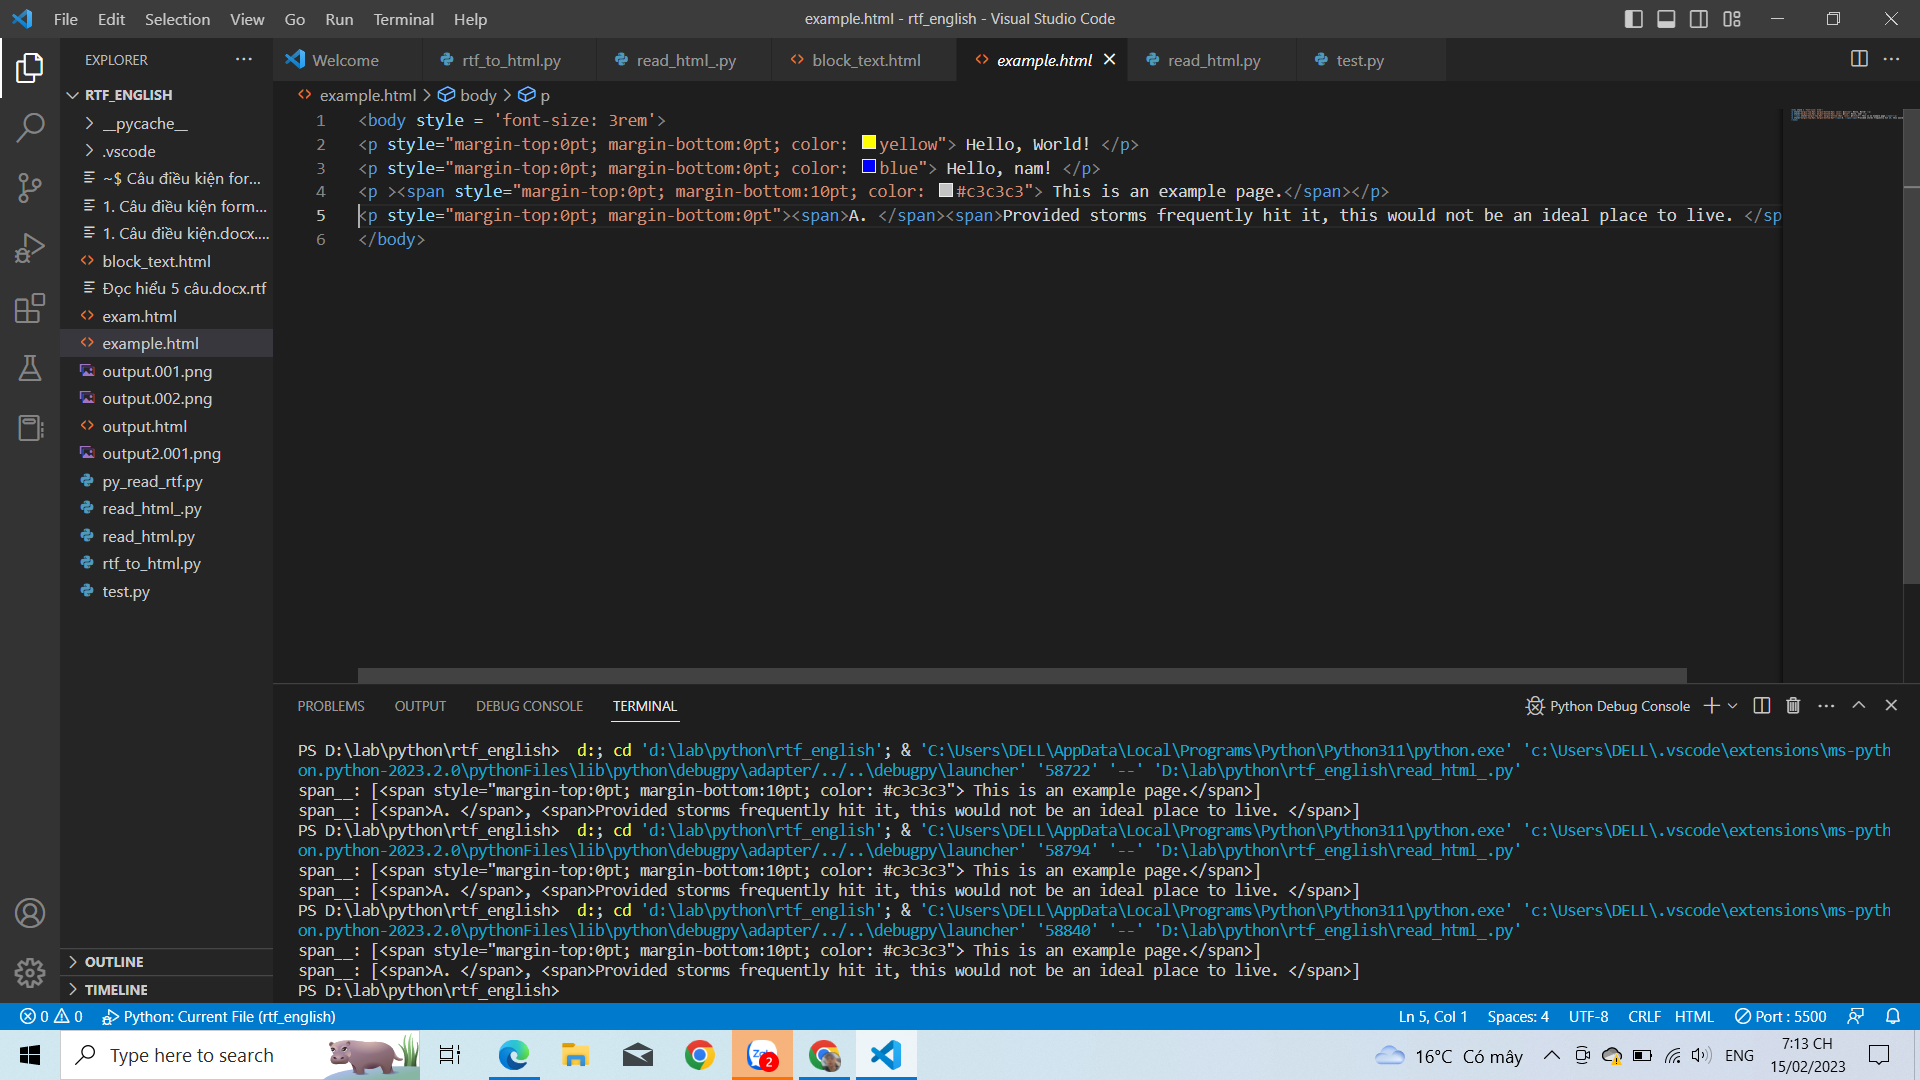 File Edit Selection View Go Run Terminal Help
example.html - rtf_english - Visual Studio Code
EXPLORER
RTF_ENGLISH
__pycache__
.vscode
~$ Câu điều kiện for...
1. Câu điều kiện form...
1. Câu điều kiện.docx....
block_text.html
Đọc hiểu 5 câu.docx.rtf
exam.html
example.html
output.001.png
output.002.png
output.html
output2.001.png
py_read_rtf.py
read_html_.py
read_html.py
rtf_to_html.py
test.py
OUTLINE
TIMELINE
Welcome rtf_to_html.py read_html_.py block_text.html example.html read_html.py test.py
example.html > body > p
1 <body style = 'font-size: 3rem'>
2 <p style="margin-top:0pt; margin-bottom:0pt; color: yellow"> Hello, World! </p>
3 <p style="margin-top:0pt; margin-bottom:0pt; color: blue"> Hello, nam! </p>
4 <p ><span style="margin-top:0pt; margin-bottom:10pt; color: #c3c3c3"> This is an example page.</span></p>
5 <p style="margin-top:0pt; margin-bottom:0pt"><span>A. </span><span>Provided storms frequently hit it, this would not be an ideal place to live. </sp
6 </body>
PROBLEMS OUTPUT DEBUG CONSOLE TERMINAL
Python Debug Console
PS D:\lab\python\rtf_english> d:; cd 'd:\lab\python\rtf_english'; & 'C:\Users\DELL\AppData\Local\Programs\Python\Python311\python.exe' 'c:\Users\DELL\.vscode\extensions\ms-pyth
on.python-2023.2.0\pythonFiles\lib\python\debugpy\adapter/../..\debugpy\launcher' '58722' '--' 'D:\lab\python\rtf_english\read_html_.py'
span__: [<span style="margin-top:0pt; margin-bottom:10pt; color: #c3c3c3"> This is an example page.</span>]
span__: [<span>A. </span>, <span>Provided storms frequently hit it, this would not be an ideal place to live. </span>]
PS D:\lab\python\rtf_english> d:; cd 'd:\lab\python\rtf_english'; & 'C:\Users\DELL\AppData\Local\Programs\Python\Python311\python.exe' 'c:\Users\DELL\.vscode\extensions\ms-pyth
on.python-2023.2.0\pythonFiles\lib\python\debugpy\adapter/../..\debugpy\launcher' '58794' '--' 'D:\lab\python\rtf_english\read_html_.py'
span__: [<span style="margin-top:0pt; margin-bottom:10pt; color: #c3c3c3"> This is an example page.</span>]
span__: [<span>A. </span>, <span>Provided storms frequently hit it, this would not be an ideal place to live. </span>]
PS D:\lab\python\rtf_english> d:; cd 'd:\lab\python\rtf_english'; & 'C:\Users\DELL\AppData\Local\Programs\Python\Python311\python.exe' 'c:\Users\DELL\.vscode\extensions\ms-pyth
on.python-2023.2.0\pythonFiles\lib\python\debugpy\adapter/../..\debugpy\launcher' '58840' '--' 'D:\lab\python\rtf_english\read_html_.py'
span__: [<span style="margin-top:0pt; margin-bottom:10pt; color: #c3c3c3"> This is an example page.</span>]
span__: [<span>A. </span>, <span>Provided storms frequently hit it, this would not be an ideal place to live. </span>]
PS D:\lab\python\rtf_english>
0 0 Python: Current File (rtf_english)
Ln 5, Col 1 Spaces: 4 UTF-8 CRLF HTML Port : 5500
Type here to search
2
16°C Có mây
ENG
7:13 CH
15/02/2023